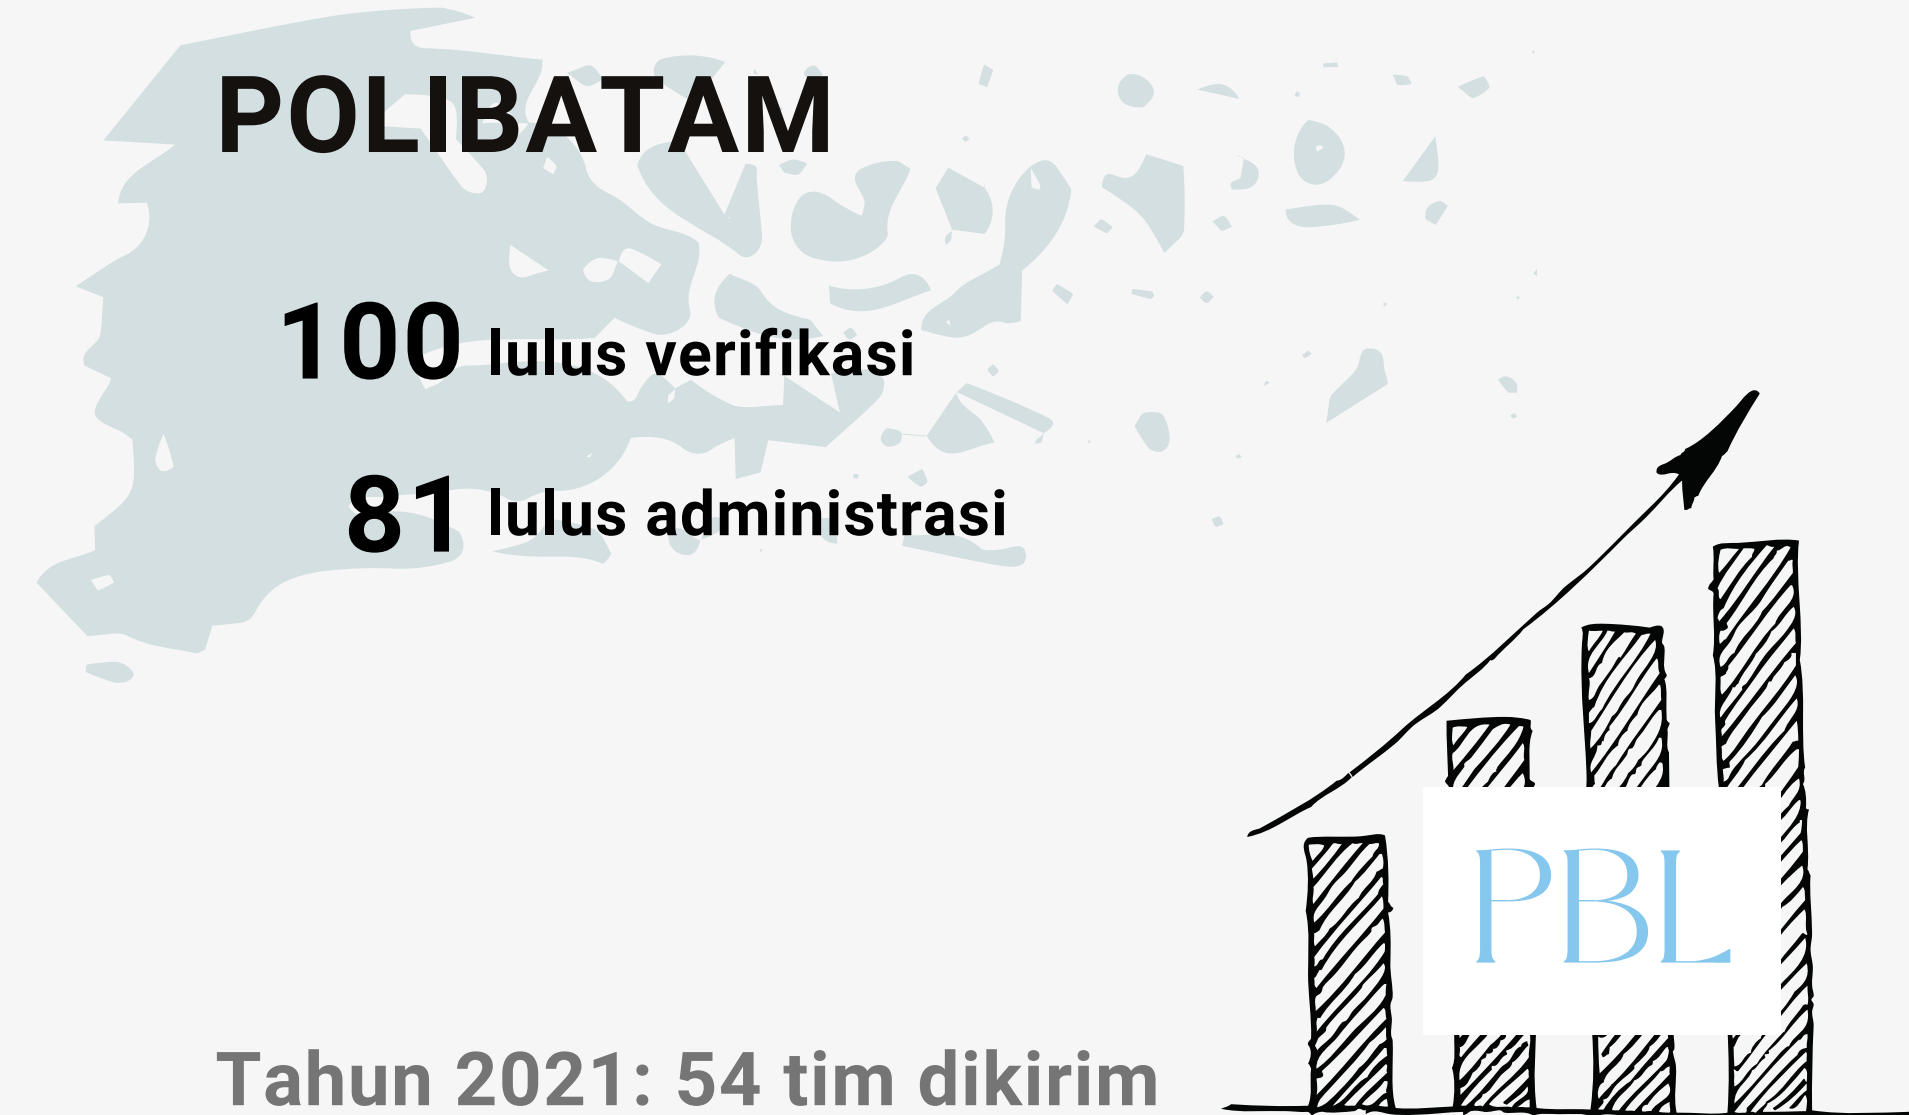 POLIBATAM
100 lulus verifikasi
81 lulus administrasi
PBL
Tahun 2021: 54 tim dikirim